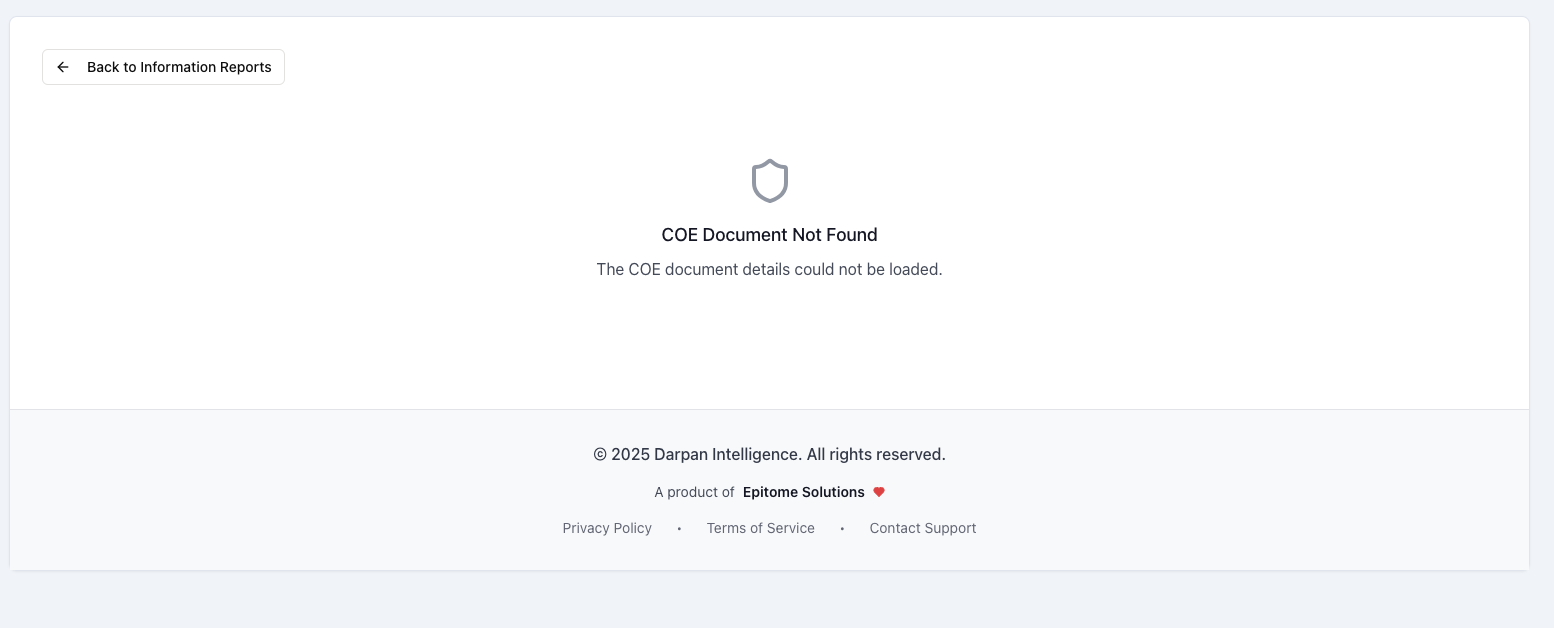 Back to Information Reports
COE Document Not Found
The COE document details could not be loaded.
© 2025 Darpan Intelligence. All rights reserved.
A product of Epitome Solutions ❤
Privacy Policy • Terms of Service • Contact Support